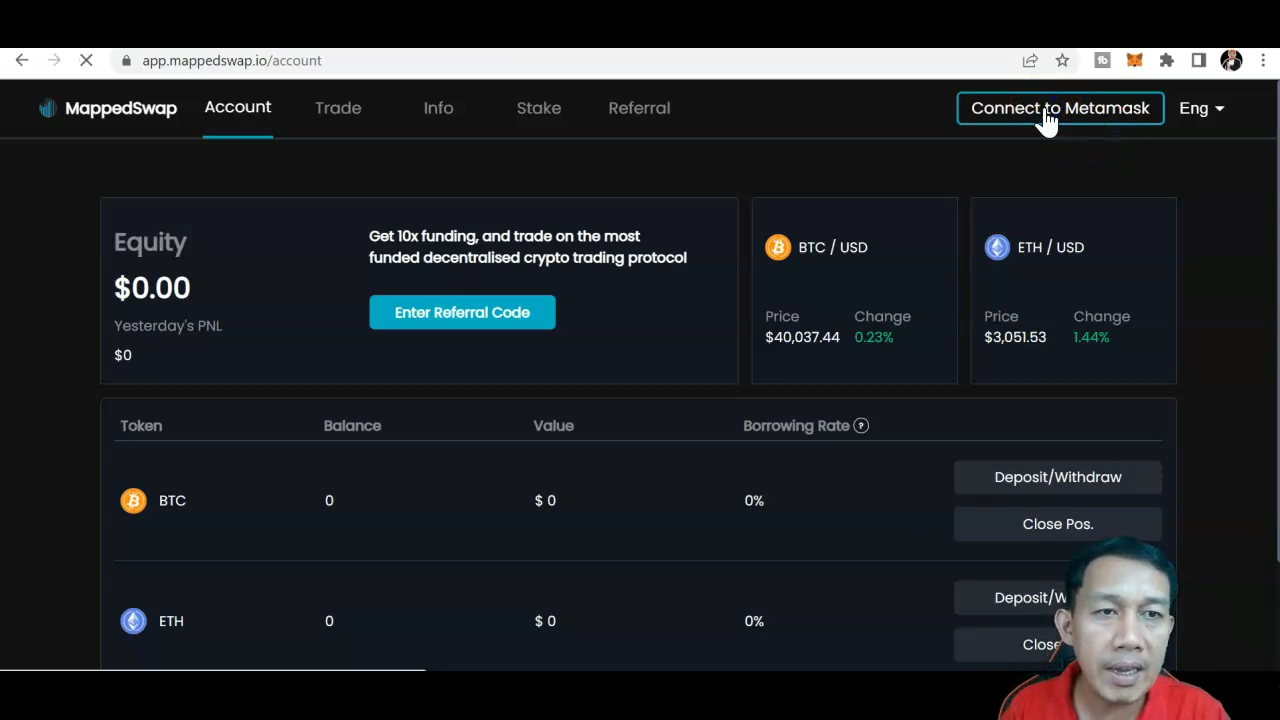 app.mappedswap.io/account
MappedSwap
Account
Trade
Info
Stake
Referral
Connect to Metamask
Eng
Equity
$0.00
Yesterday's PNL
$0
Get 10x funding, and trade on the most
funded decentralised crypto trading protocol
Enter Referral Code
BTC / USD
Price
Change
$40,037.44
0.23%
ETH / USD
Price
Change
$3,051.53
1.44%
Token
Balance
Value
Borrowing Rate ?
BTC
0
$ 0
0%
Deposit/Withdraw
Close Pos.
ETH
0
$ 0
0%
Deposit/W
Close